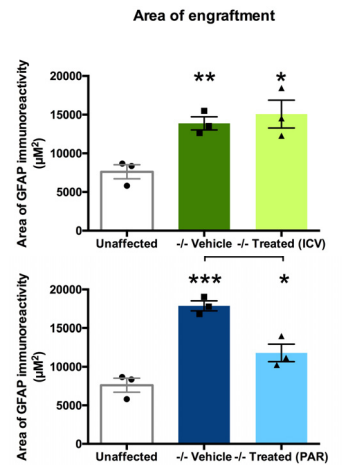 Area of engraftment
Area of GFAP immunoreactivity
(µM²)
20000
15000
10000
5000
0
** *
Unaffected -/- Vehicle -/- Treated (ICV)
Area of GFAP immunoreactivity
(µM²)
20000
15000
10000
5000
0
*** *
Unaffected -/- Vehicle -/- Treated (PAR)